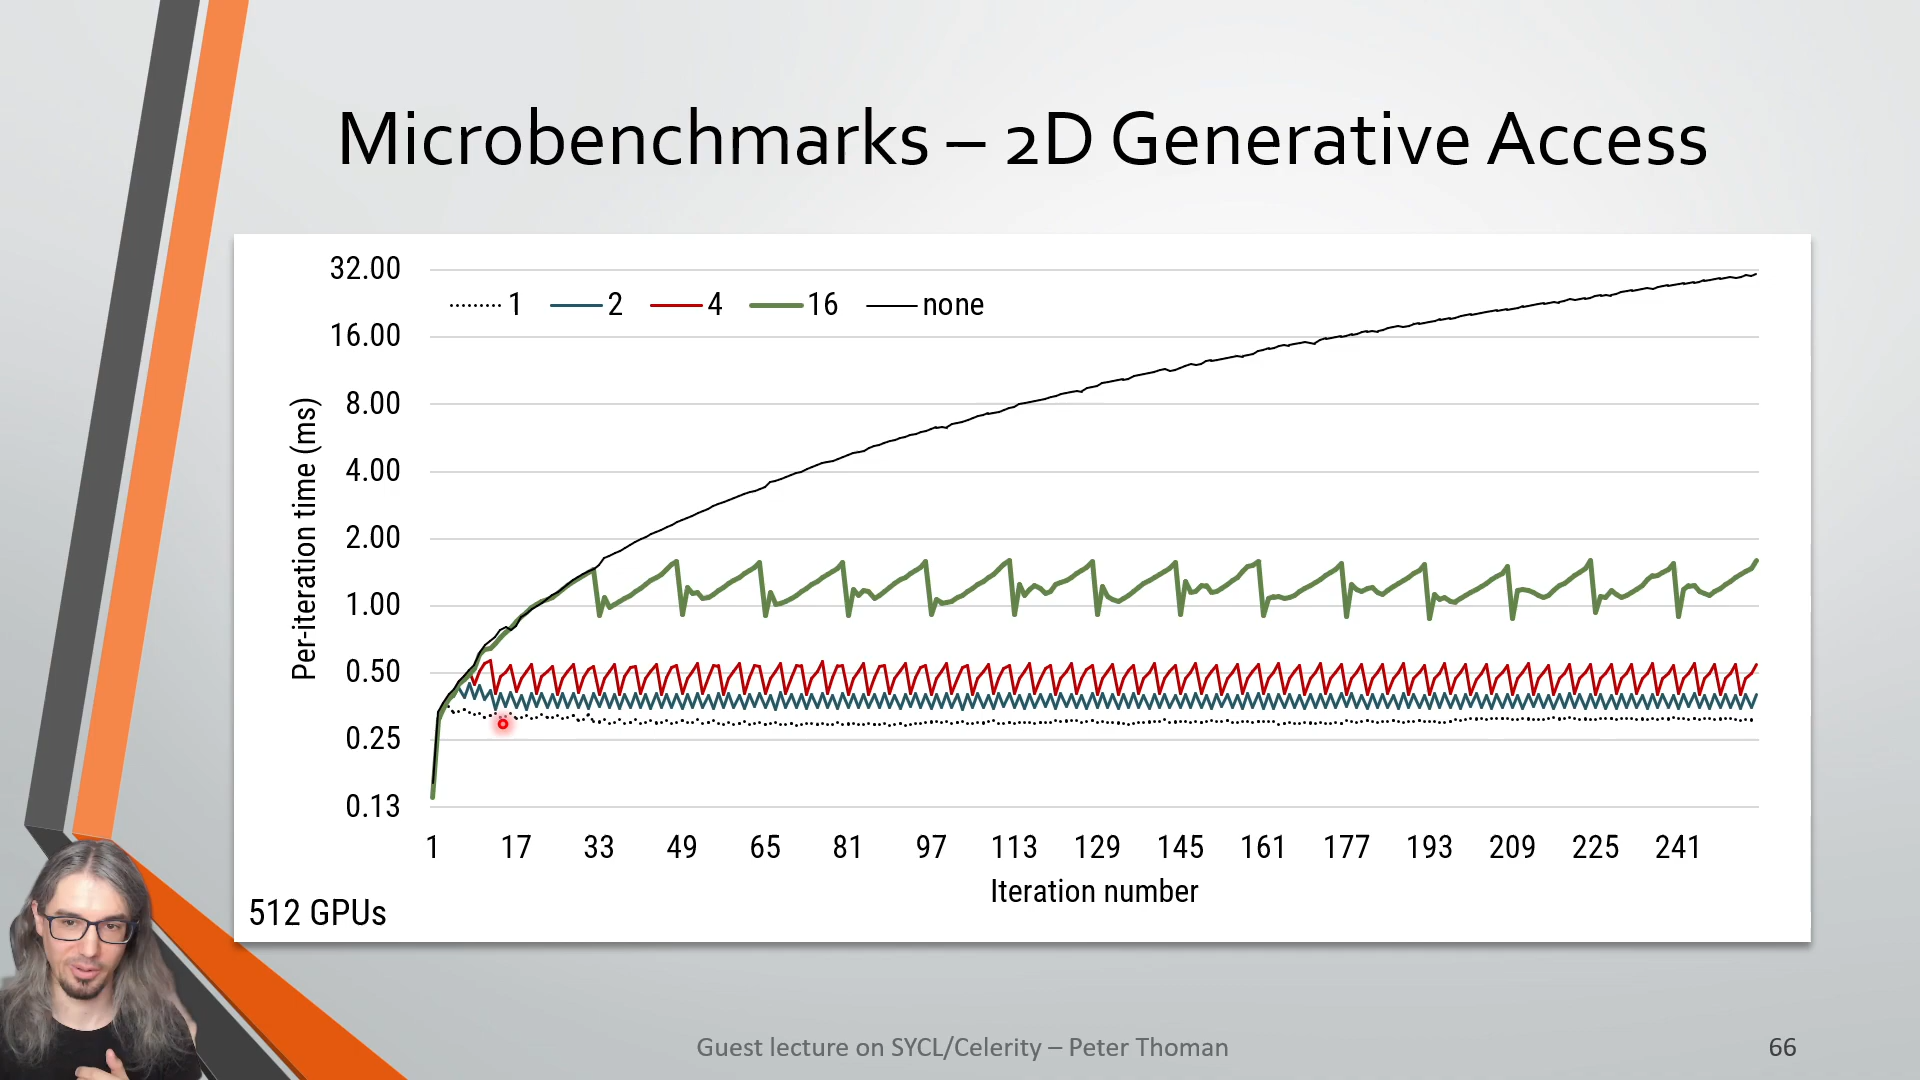 Microbenchmarks – 2D Generative Access
32.00
1 2 4 16 none
16.00
8.00
4.00
2.00
1.00
0.50
0.25
0.13
Per-iteration time (ms)
1 17 33 49 65 81 97 113 129 145 161 177 193 209 225 241
Iteration number
512 GPUs
Guest lecture on SYCL/Celerity – Peter Thoman
66